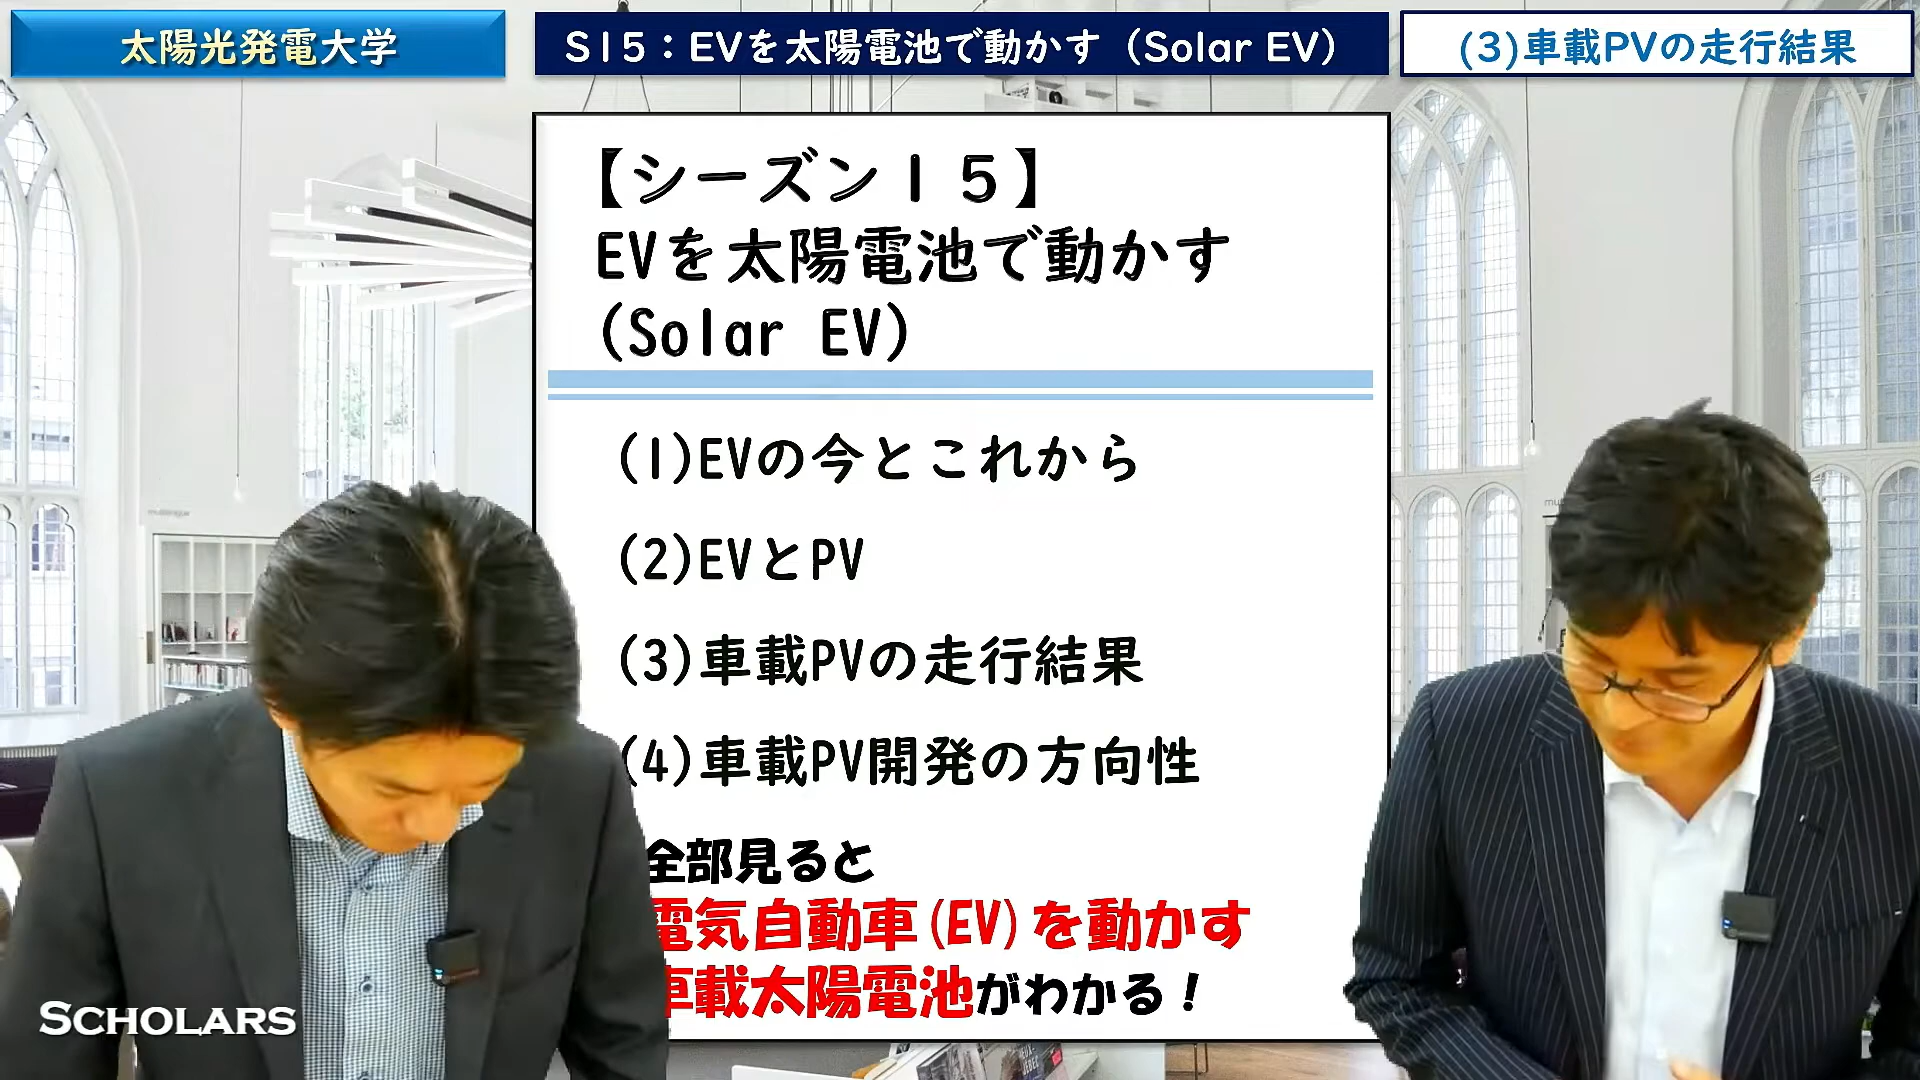 太陽光発電大学
S15：EVを太陽電池で動かす（Solar EV）
(3)車載PVの走行結果
【シーズン１５】
EVを太陽電池で動かす
(Solar EV)
(1)EVの今とこれから
(2)EVとPV
(3)車載PVの走行結果
(4)車載PV開発の方向性
全部見ると
電気自動車(EV)を動かす
車載太陽電池がわかる！
SCHOLARS